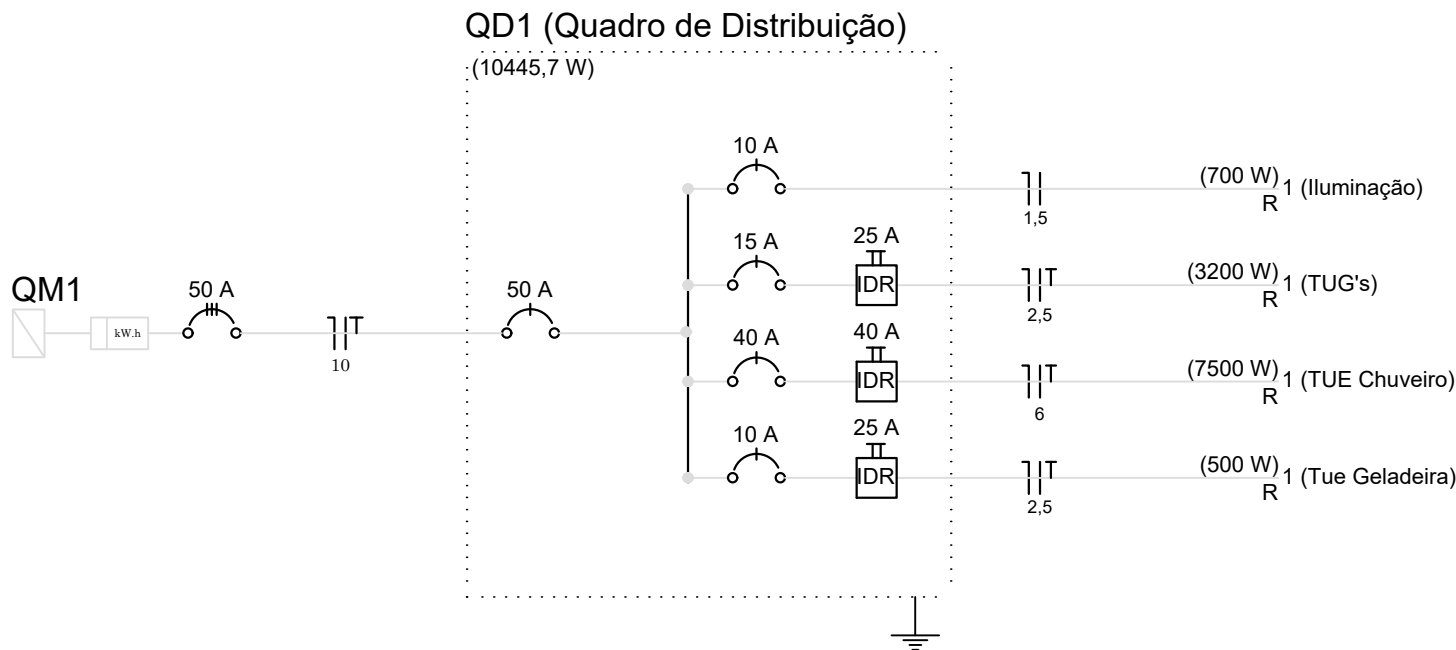 QD1 (Quadro de Distribuição)
(10445,7 W)
10 A
(700 W)
1 (Iluminação)
R
1,5
15 A
25 A
IDR
(3200 W)
1 (TUG's)
R
2,5
QM1
kW.h
50 A
10
50 A
40 A
40 A
IDR
(7500 W)
1 (TUE Chuveiro)
R
6
10 A
25 A
IDR
(500 W)
1 (Tue Geladeira)
R
2,5